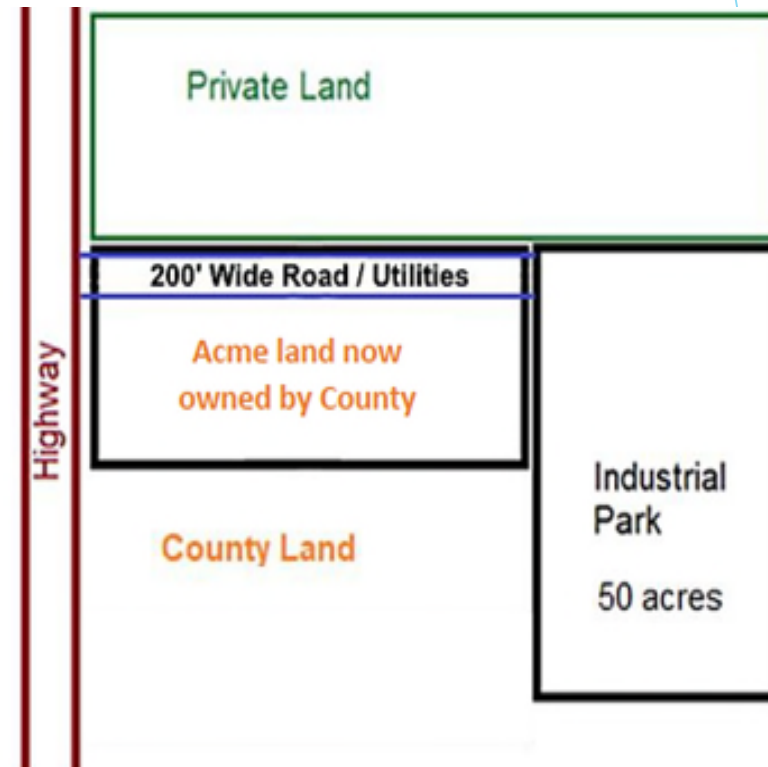 Private Land
200' Wide Road / Utilities
Acme land now
owned by County
Highway
Industrial
Park
County Land
50 acres